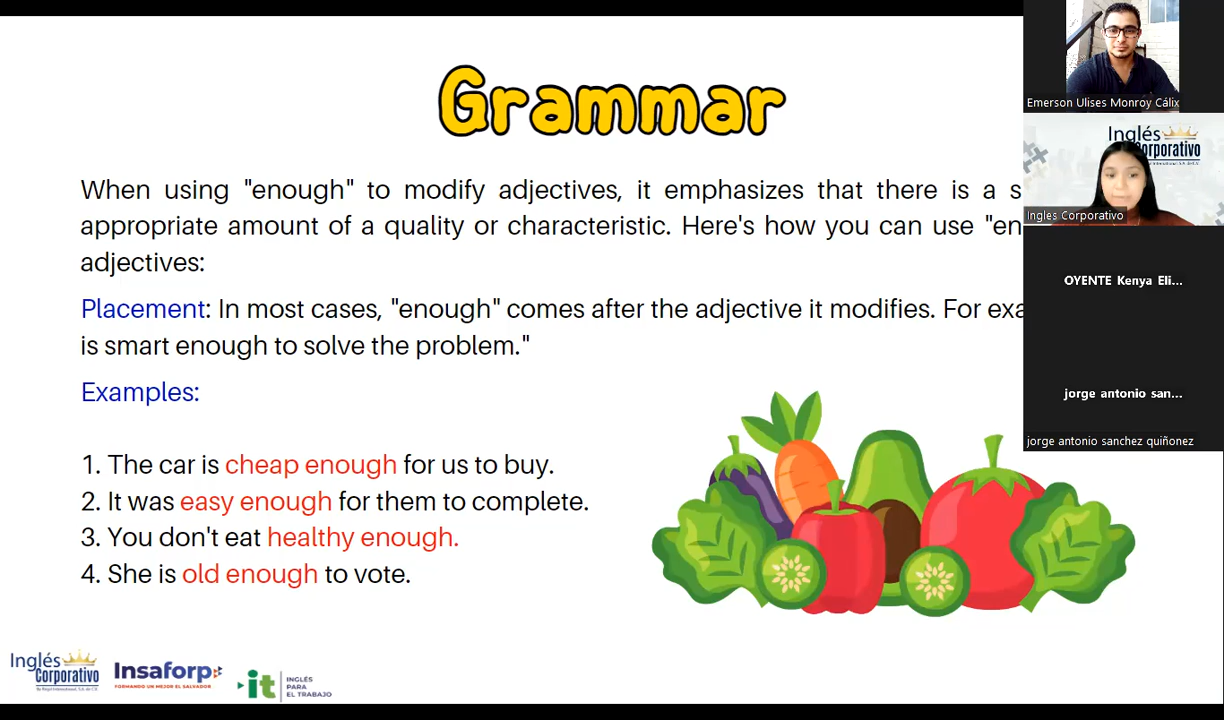 Grammar
When using "enough" to modify adjectives, it emphasizes that there is a s
appropriate amount of a quality or characteristic. Here's how you can use "en
adjectives:
Placement: In most cases, "enough" comes after the adjective it modifies. For exa
is smart enough to solve the problem."
Examples:
1. The car is cheap enough for us to buy.
2. It was easy enough for them to complete.
3. You don't eat healthy enough.
4. She is old enough to vote.
Inglés
Corporativo
Insaforp
FORMANDO UN MEJOR EL SALVADOR
it
INGLÉS
PARA
EL TRABAJO
Emerson Ulises Monroy Cálix
Inglés
Corporativo
Ingles Corporativo
OYENTE Kenya Eli...
jorge antonio san...
jorge antonio sanchez quiñonez